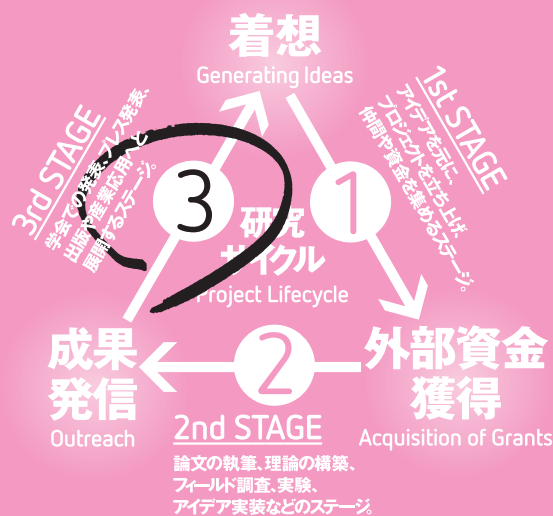 着想
Generating Ideas
1st STAGE
アイデアを元に、
プロジェクトを立ち上げ、
仲間や資金を集めるステージ。
3rd STAGE
学会での発表、プレス発表、
出版や産業応用へと
展開するステージ。
3
1
研究
サイクル
Project Lifecycle
成果
発信
Outreach
2
外部資金
獲得
Acquisition of Grants
2nd STAGE
論文の執筆、理論の構築、
フィールド調査、実験、
アイデア実装などのステージ。